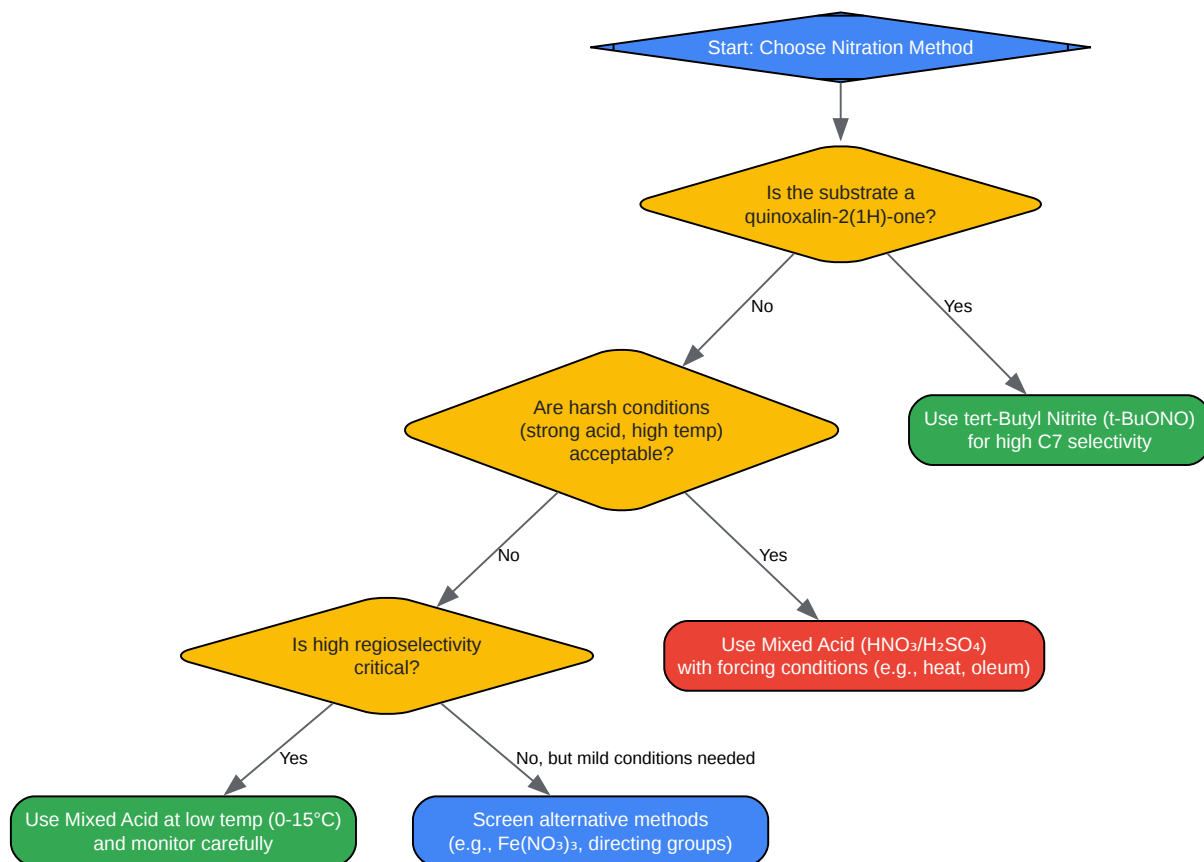 Start: Choose Nitration Method
Is the substrate a
quinoxalin-2(1H)-one?
No
Yes
Are harsh conditions
(strong acid, high temp)
acceptable?
Use tert-Butyl Nitrite (t-BuONO)
for high C7 selectivity
No
Yes
Is high regioselectivity
critical?
Use Mixed Acid (HNO₃/H₂SO₄)
with forcing conditions (e.g., heat, oleum)
Yes
No, but mild conditions needed
Use Mixed Acid at low temp (0-15°C)
and monitor carefully
Screen alternative methods
(e.g., Fe(NO₃)₃, directing groups)